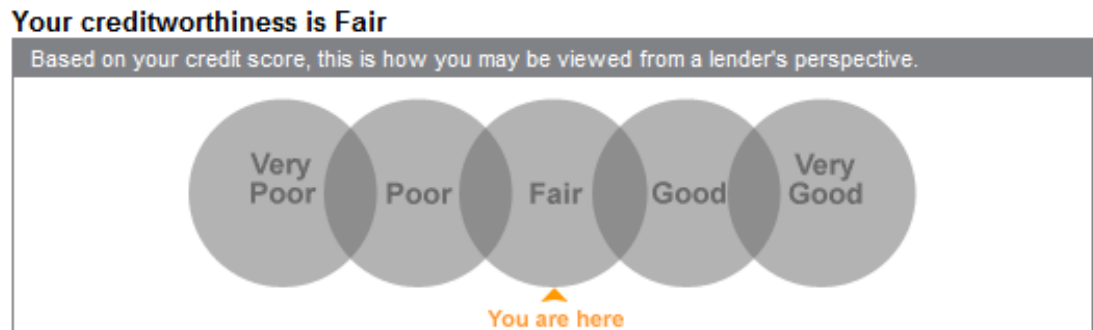 Your creditworthiness is Fair
Based on your credit score, this is how you may be viewed from a lender's perspective.
Very
Poor
Poor
Fair
Good
Very
Good
You are here